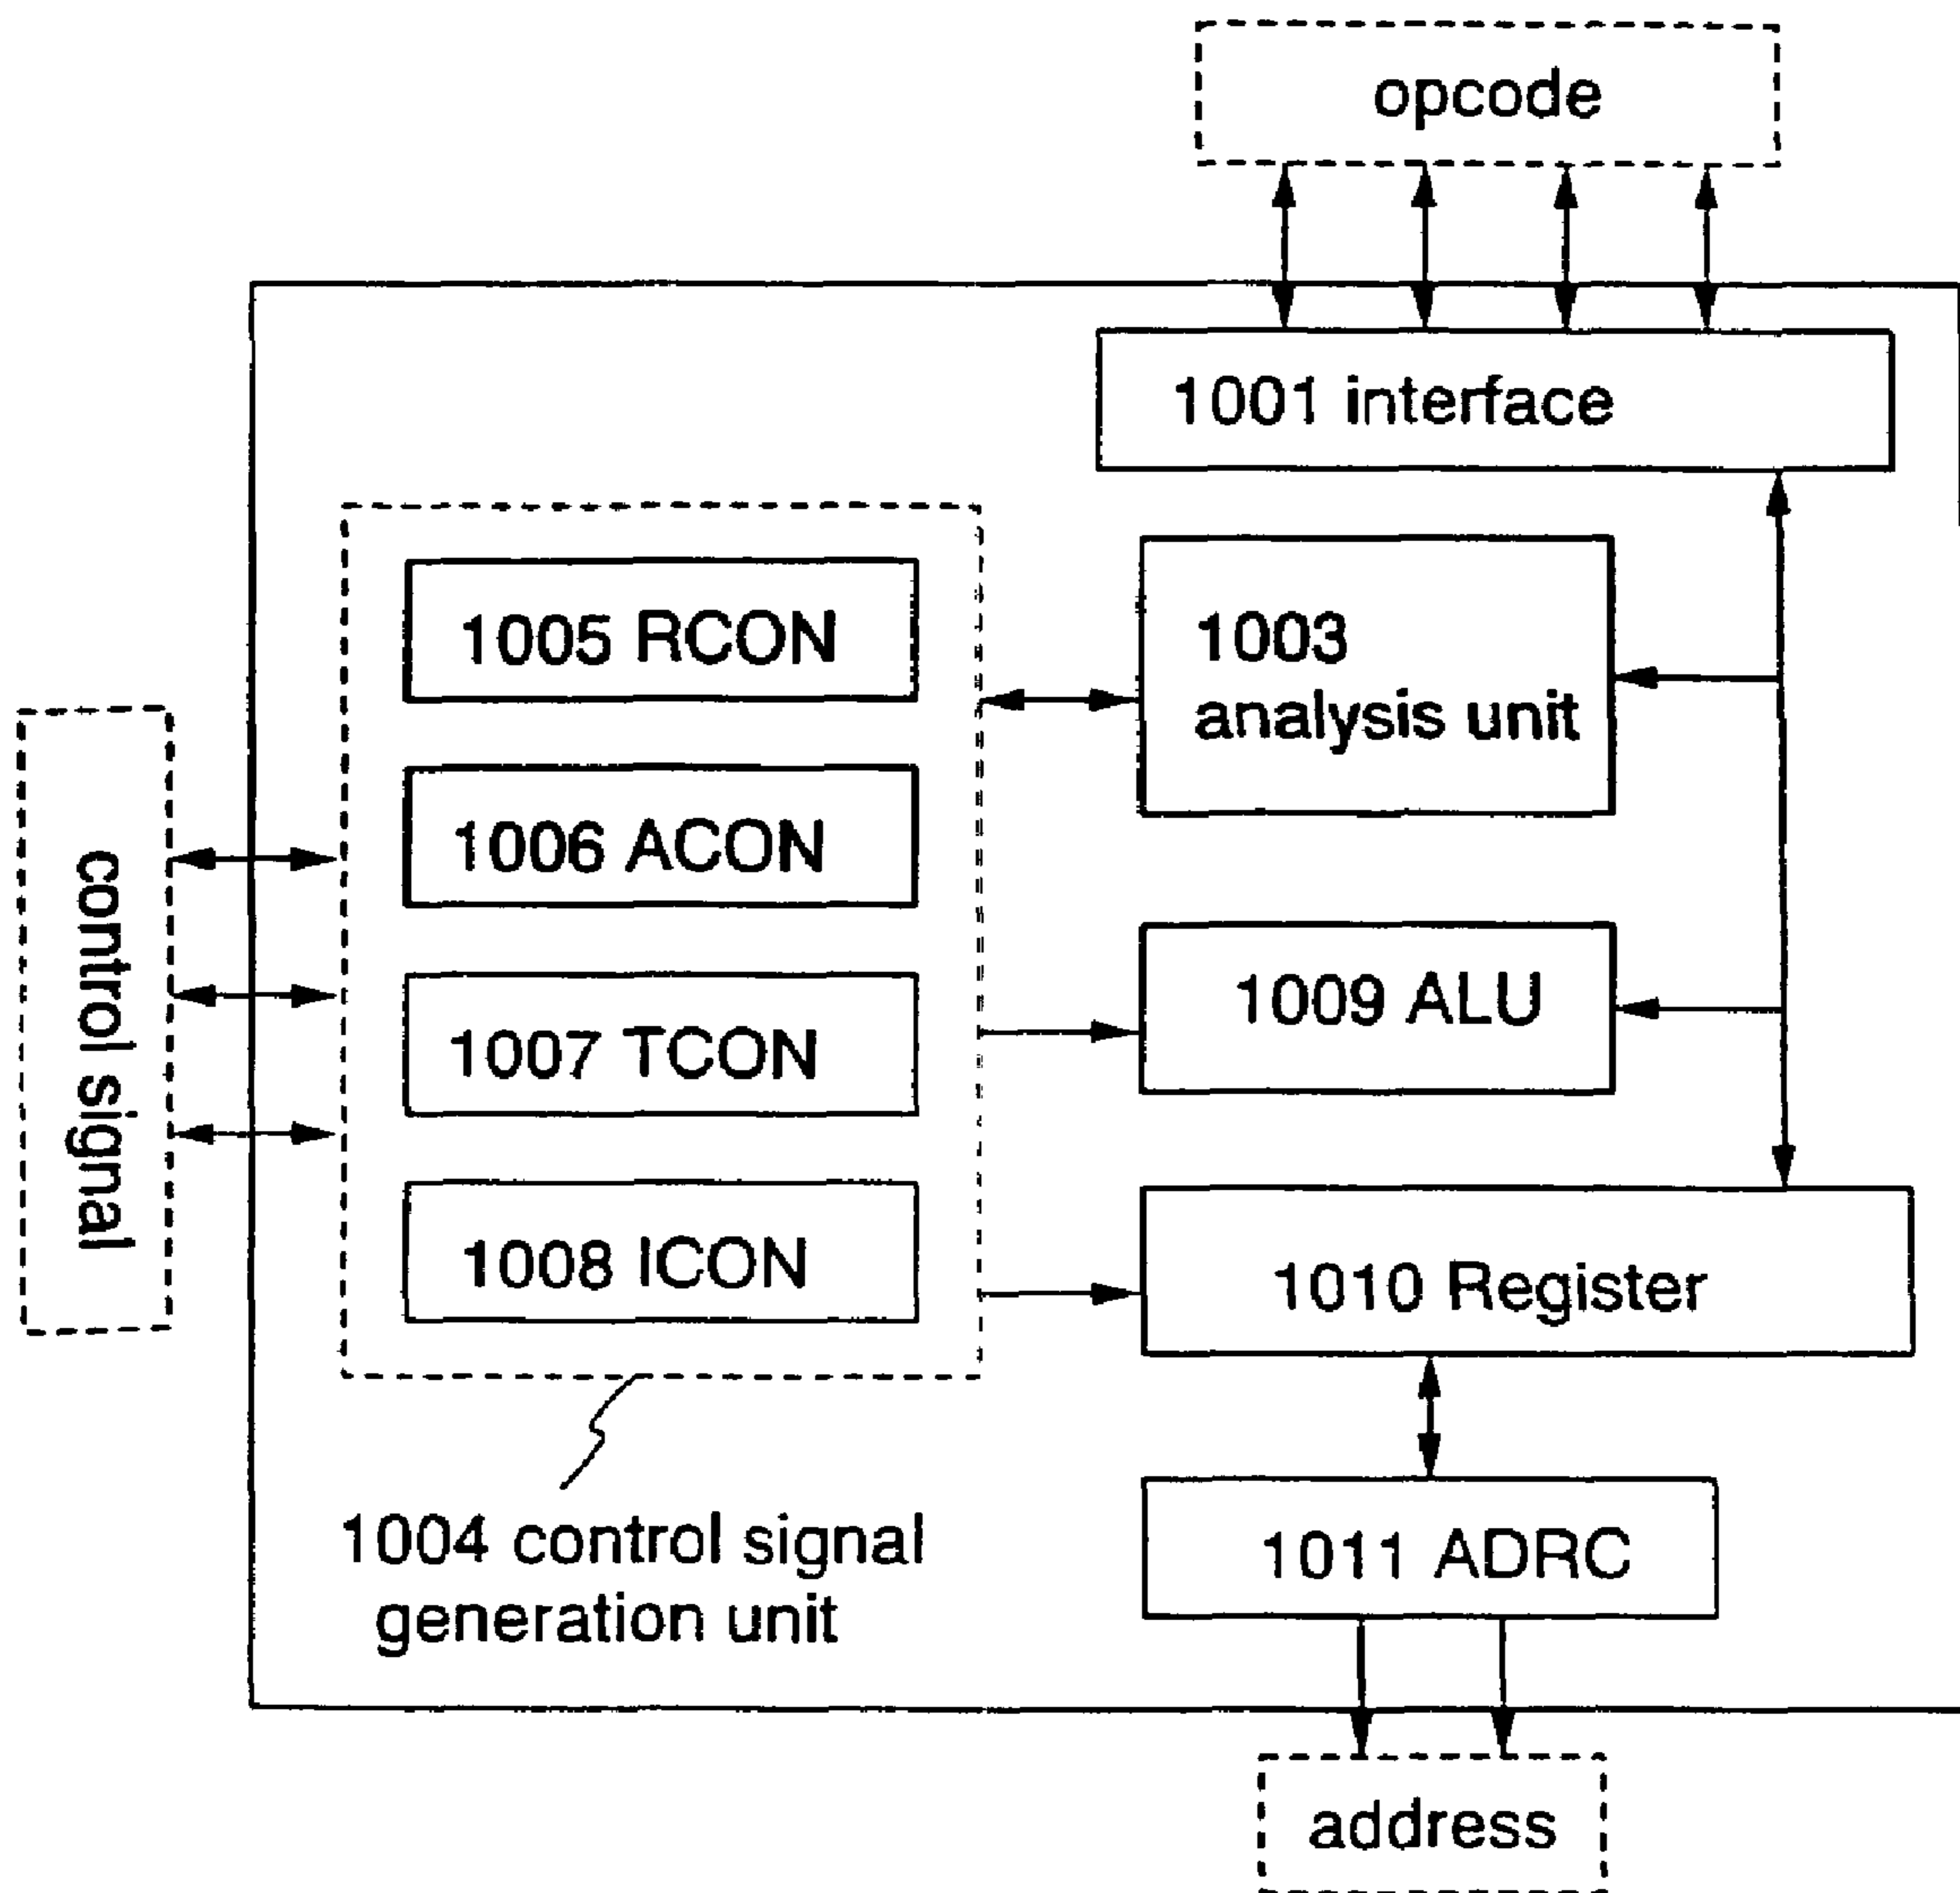 opcode
1001 interface
1005 RCON
1003
analysis unit
1006 ACON
control signal
1009 ALU
1007 TCON
1008 ICON
1010 Register
1004 control signal
generation unit
1011 ADRC
address